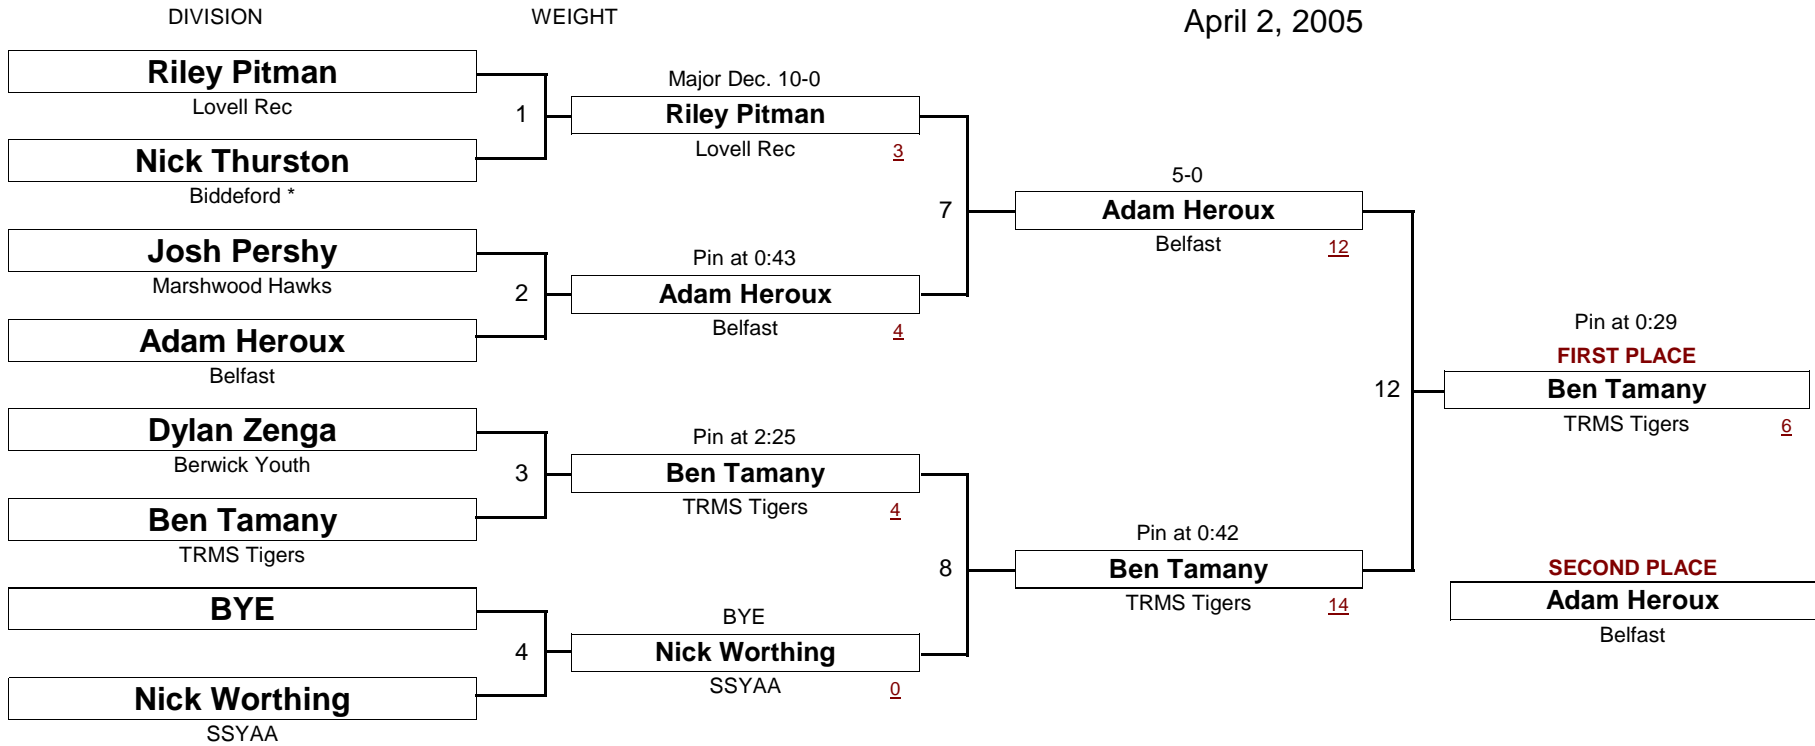 DIVISION
WEIGHT
April 2, 2005
Riley Pitman
Lovell Rec
1
Nick Thurston
Biddeford *
Josh Pershy
Marshwood Hawks
2
Adam Heroux
Belfast
Dylan Zenga
Berwick Youth
3
Ben Tamany
TRMS Tigers
BYE
4
Nick Worthing
SSYAA
Major Dec. 10-0
Riley Pitman
Lovell Rec 3
7
Pin at 0:43
Adam Heroux
Belfast 4
Pin at 2:25
Ben Tamany
TRMS Tigers 4
8
BYE
Nick Worthing
SSYAA 0
5-0
Adam Heroux
Belfast 12
12
Pin at 0:42
Ben Tamany
TRMS Tigers 14
Pin at 0:29
FIRST PLACE
Ben Tamany
TRMS Tigers 6
SECOND PLACE
Adam Heroux
Belfast